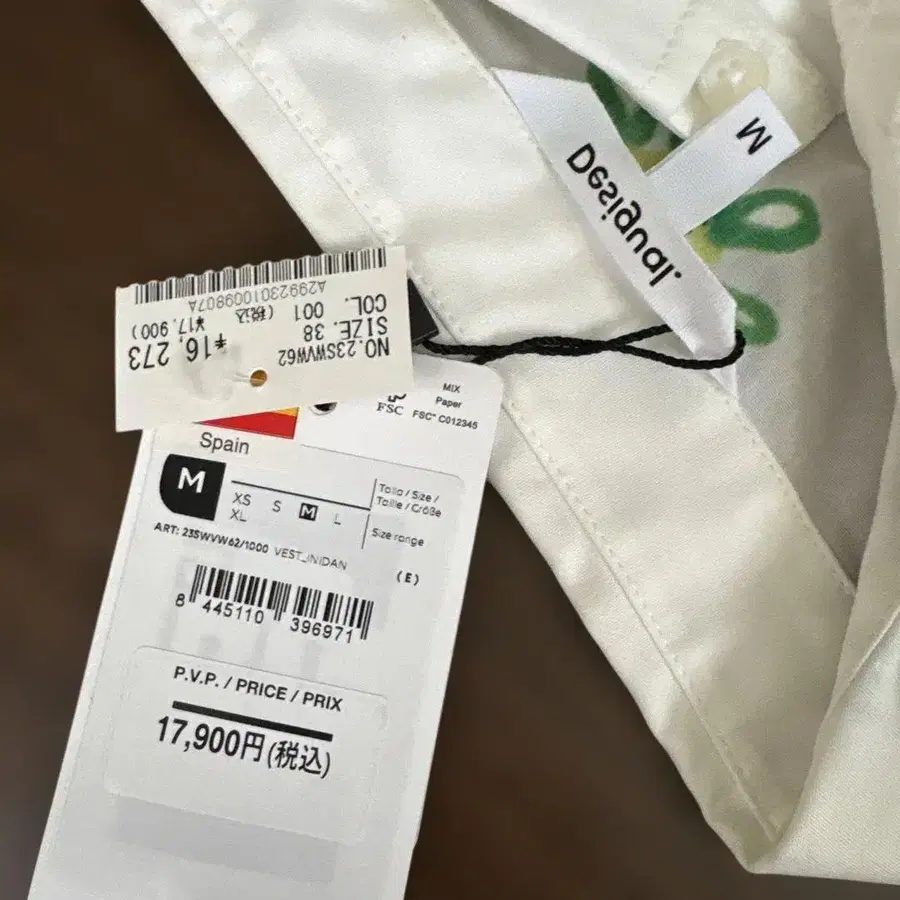 Desigual.
M
NO.23SWVW62
SIZE. 38
COL. 001 (税込
¥16,273 ¥17,900)
A2992301009807A
FSC
MIX
Paper
FSC® C012345
Spain
M
XS S M L
XL
Talla / Size /
Taille / Größe
Size range
ART: 23SWVW62/1000 VEST_INIDAN
(E)
8 445110 396971
P.V.P. / PRICE / PRIX
17,900円(税込)